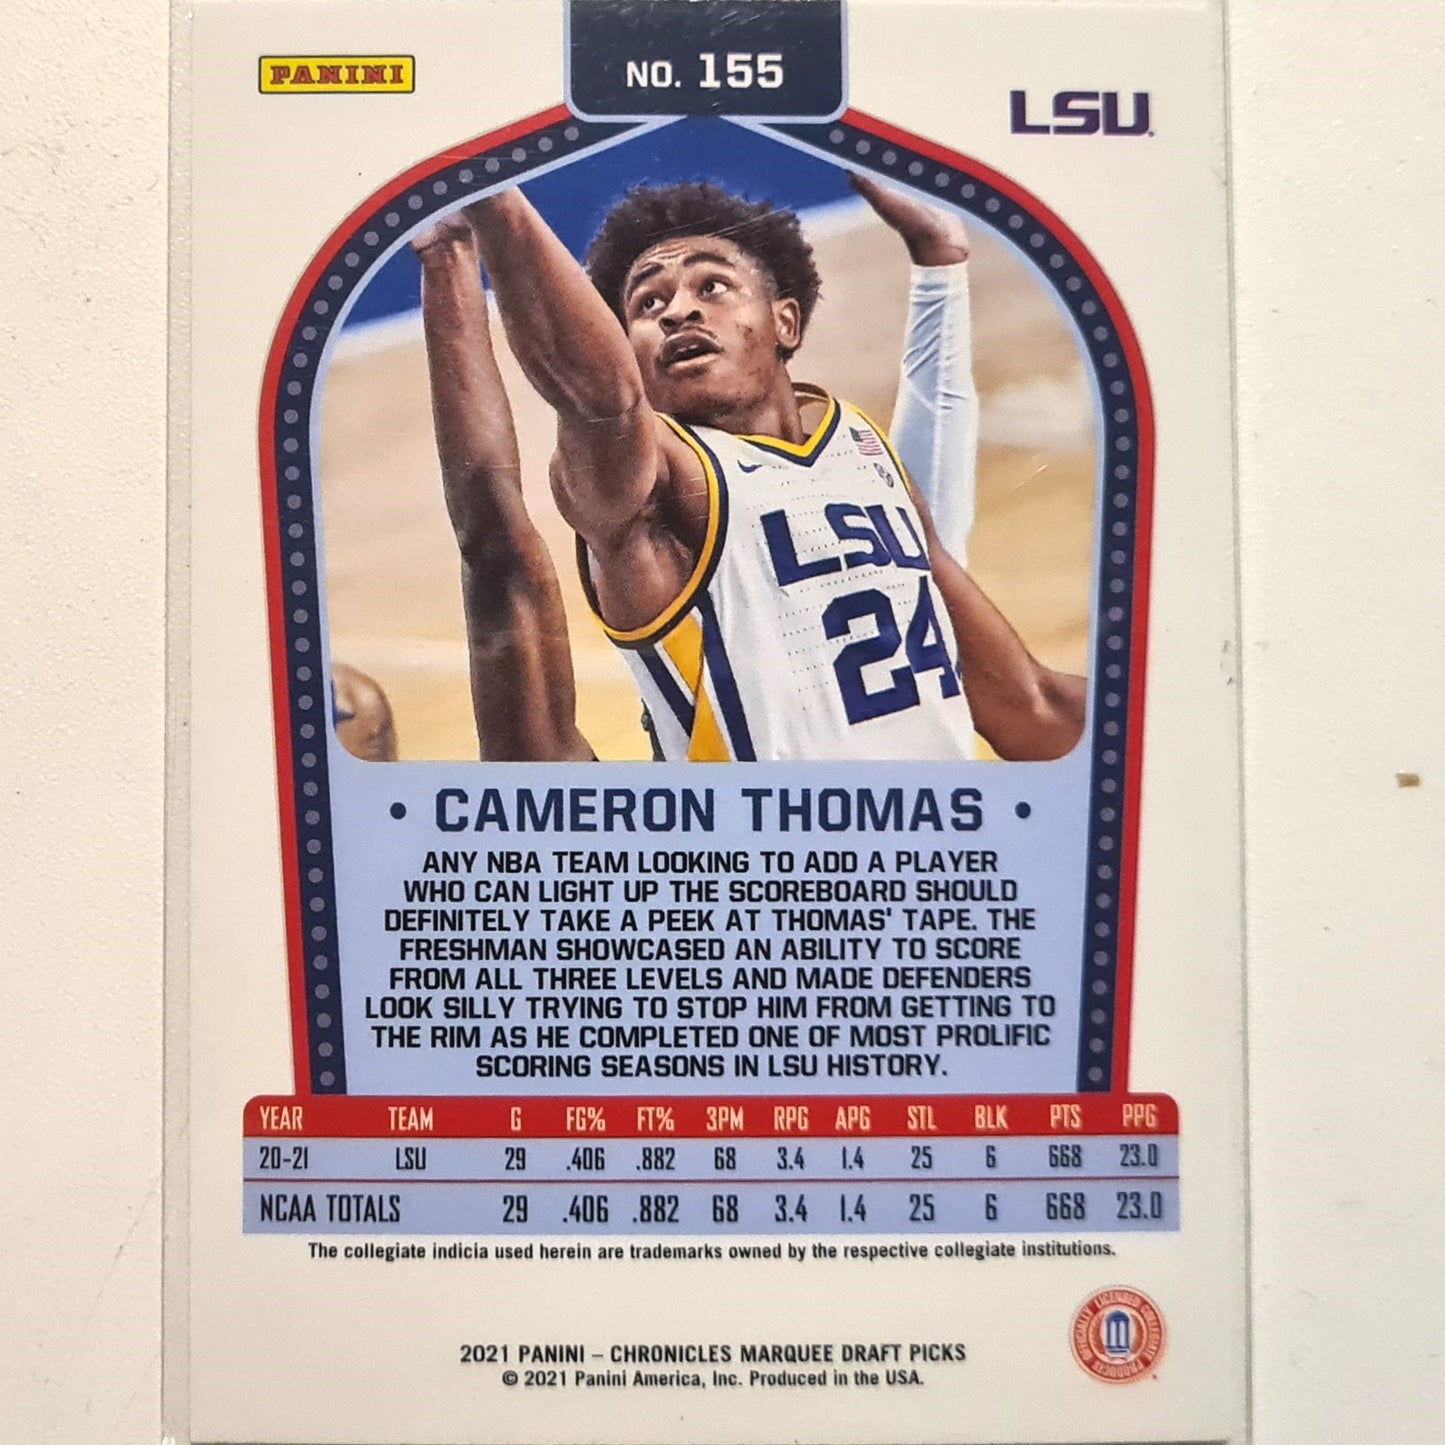 PANINI
NO. 155
LSU
LSU
24
• CAMERON THOMAS •
ANY NBA TEAM LOOKING TO ADD A PLAYER
WHO CAN LIGHT UP THE SCOREBOARD SHOULD
DEFINITELY TAKE A PEEK AT THOMAS' TAPE. THE
FRESHMAN SHOWCASED AN ABILITY TO SCORE
FROM ALL THREE LEVELS AND MADE DEFENDERS
LOOK SILLY TRYING TO STOP HIM FROM GETTING TO
THE RIM AS HE COMPLETED ONE OF MOST PROLIFIC
SCORING SEASONS IN LSU HISTORY.
YEAR TEAM G FG% FT% 3PM RPG APG STL BLK PTS PPG
20-21 LSU 29 .406 .882 68 3.4 1.4 25 6 668 23.0
NCAA TOTALS 29 .406 .882 68 3.4 1.4 25 6 668 23.0
The collegiate indicia used herein are trademarks owned by the respective collegiate institutions.
OFFICIALLY LICENSED COLLEGIATE PRODUCTS
2021 PANINI – CHRONICLES MARQUEE DRAFT PICKS
© 2021 Panini America, Inc. Produced in the USA.